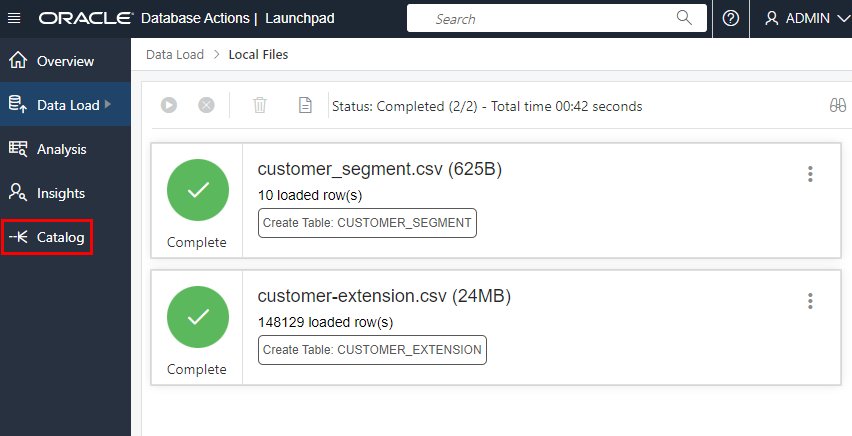 ORACLE Database Actions | Launchpad Search ADMIN
Overview
Data Load
Analysis
Insights
Catalog
Data Load > Local Files
Status: Completed (2/2) - Total time 00:42 seconds
customer_segment.csv (625B)
10 loaded row(s)
Create Table: CUSTOMER_SEGMENT
Complete
customer-extension.csv (24MB)
148129 loaded row(s)
Create Table: CUSTOMER_EXTENSION
Complete